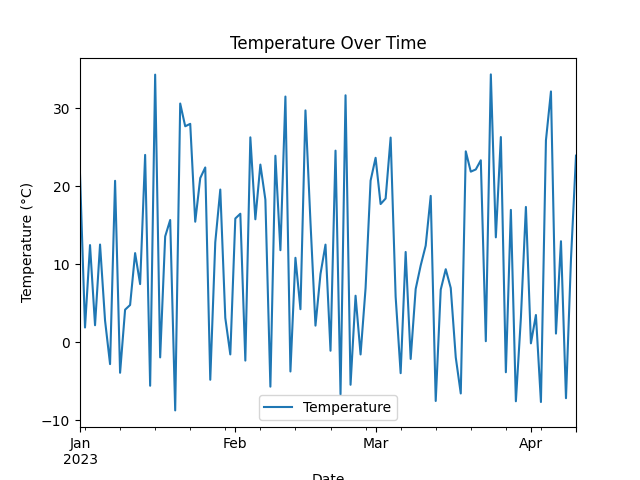 Temperature Over Time
Temperature (°C)
30
20
10
0
−10
Temperature
Jan
2023
Feb
Mar
Apr
Date